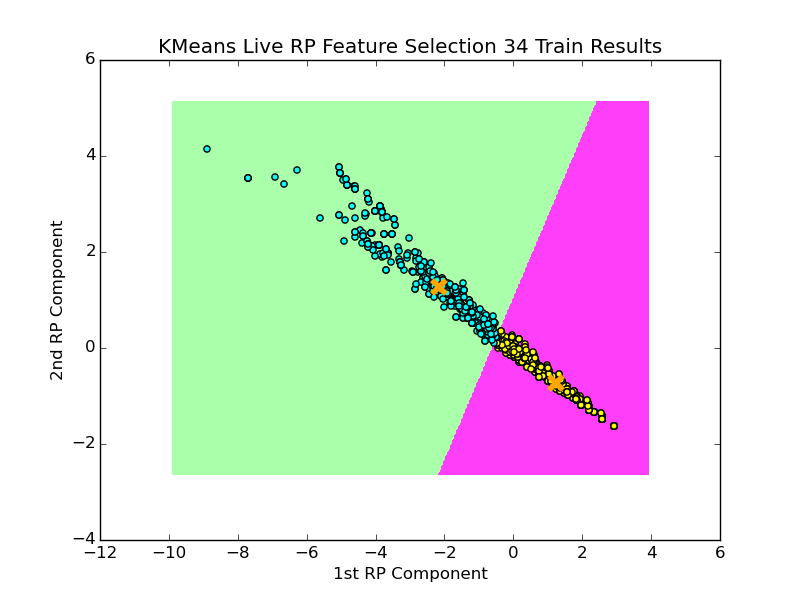 KMeans Live RP Feature Selection 34 Train Results
6
4
2
0
−2
−4
2nd RP Component
−12 −10 −8 −6 −4 −2 0 2 4 6
1st RP Component